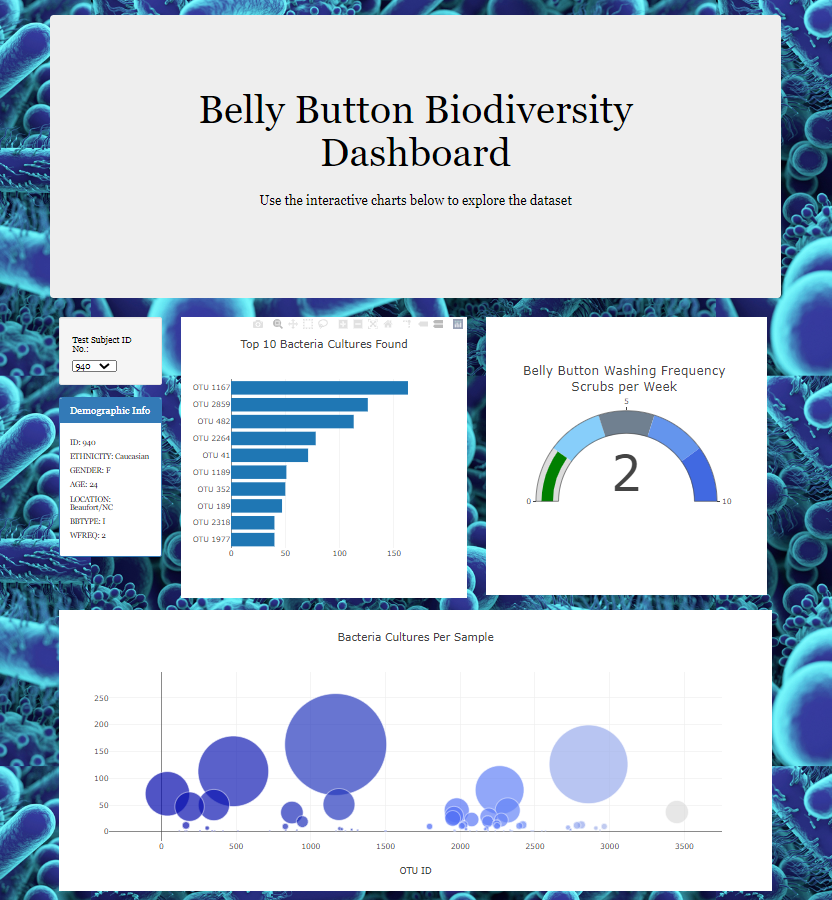 Belly Button Biodiversity
Dashboard
Use the interactive charts below to explore the dataset
Test Subject ID
No.:
940
Demographic Info
ID: 940
ETHNICITY: Caucasian
GENDER: F
AGE: 24
LOCATION:
Beaufort/NC
BBTYPE: I
WFREQ: 2
Top 10 Bacteria Cultures Found
OTU 1167
OTU 2859
OTU 482
OTU 2264
OTU 41
OTU 1189
OTU 352
OTU 189
OTU 2318
OTU 1977
0 50 100 150
Belly Button Washing Frequency
Scrubs per Week
5
2
0 10
Bacteria Cultures Per Sample
250
200
150
100
50
0
0 500 1000 1500 2000 2500 3000 3500
OTU ID